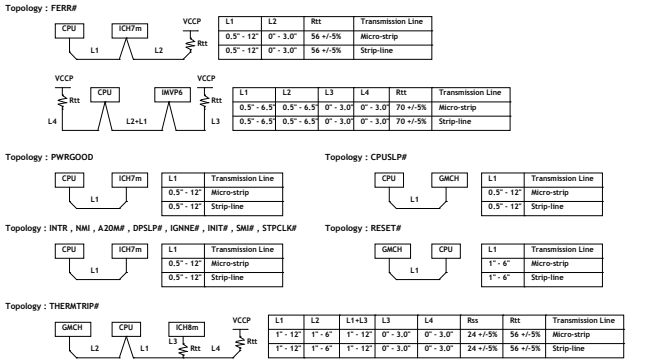 Topology : FERR#
CPU ICH7m VCCP Rtt L1 L2
L1 L2 Rtt Transmission Line
0.5" - 12" 0" - 3.0" 56 +/-5% Micro-strip
0.5" - 12" 0" - 3.0" 56 +/-5% Strip-line
VCCP Rtt CPU IMVP6 VCCP Rtt L4 L2+L1 L3
L1 L2 L3 L4 Rtt Transmission Line
0.5" - 6.5" 0.5" - 6.5" 0" - 3.0" 0" - 3.0" 70 +/-5% Micro-strip
0.5" - 6.5" 0.5" - 6.5" 0" - 3.0" 0" - 3.0" 70 +/-5% Strip-line
Topology : PWRGOOD
CPU ICH7m L1
L1 Transmission Line
0.5" - 12" Micro-strip
0.5" - 12" Strip-line
Topology : CPUSLP#
CPU GMCH L1
L1 Transmission Line
0.5" - 12" Micro-strip
0.5" - 12" Strip-line
Topology : INTR , NMI , A20M# , DPSLP# , IGNNE# , INIT# , SMI# , STPCLK#
CPU ICH7m L1
L1 Transmission Line
0.5" - 12" Micro-strip
0.5" - 12" Strip-line
Topology : RESET#
GMCH CPU L1
L1 Transmission Line
1" - 6" Micro-strip
1" - 6" Strip-line
Topology : THERMTRIP#
GMCH CPU ICH8m VCCP L2 L1 L3 Rtt L4 Rtt
L1 L2 L1+L3 L3 L4 Rss Rtt Transmission Line
1" - 12" 1" - 6" 1" - 12" 0" - 3.0" 0" - 3.0" 24 +/-5% 56 +/-5% Micro-strip
1" - 12" 1" - 6" 1" - 12" 0" - 3.0" 0" - 3.0" 24 +/-5% 56 +/-5% Strip-line